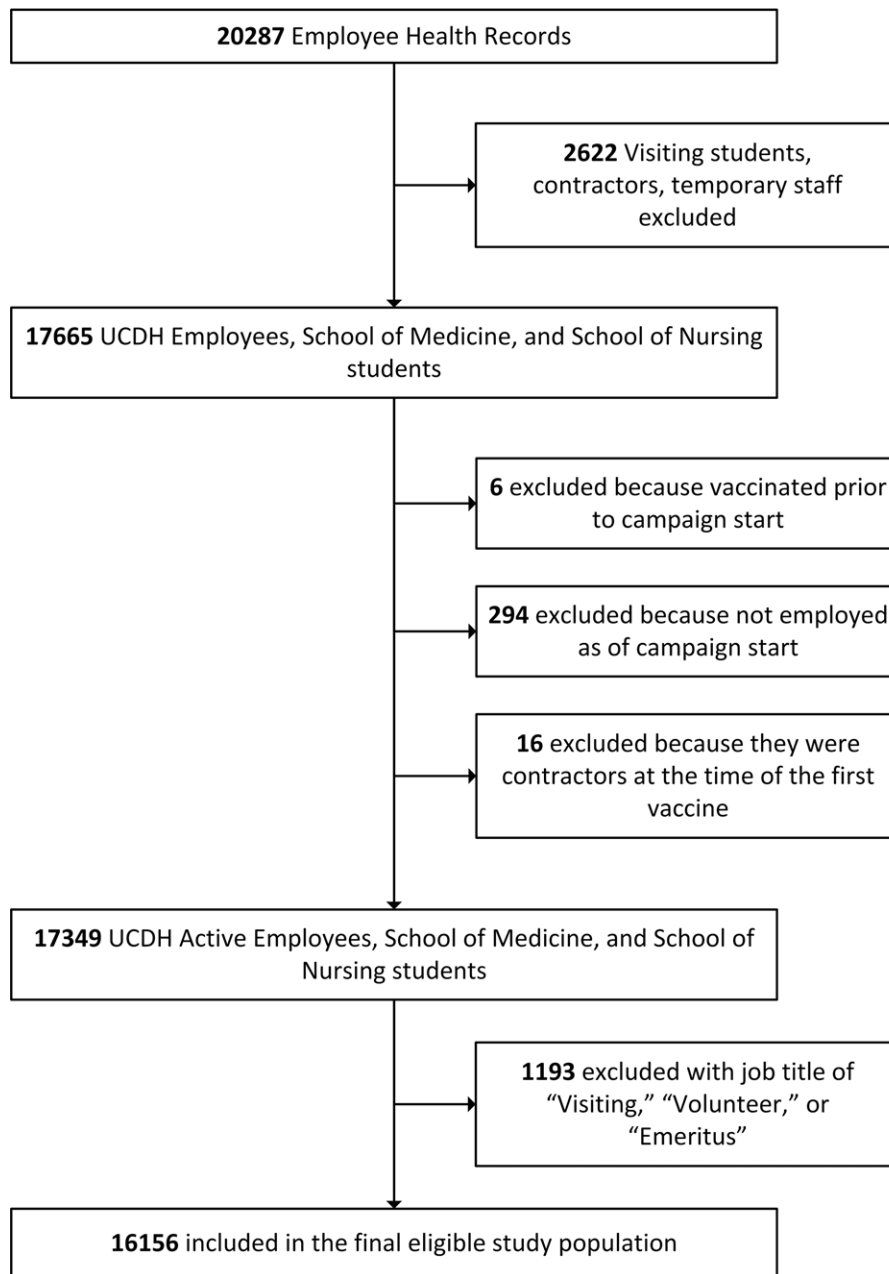 20287 Employee Health Records
2622 Visiting students,
contractors, temporary staff
excluded
17665 UCDH Employees, School of Medicine, and School of Nursing
students
6 excluded because vaccinated prior
to campaign start
294 excluded because not employed
as of campaign start
16 excluded because they were
contractors at the time of the first
vaccine
17349 UCDH Active Employees, School of Medicine, and School of
Nursing students
1193 excluded with job title of
“Visiting,” “Volunteer,” or
“Emeritus”
16156 included in the final eligible study population